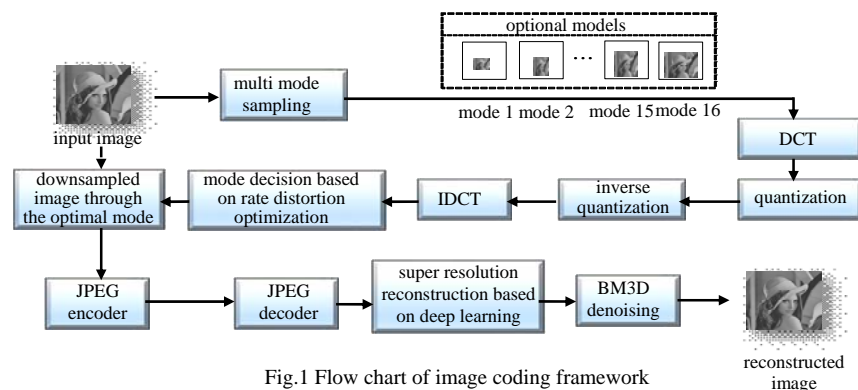 optional models
...
mode 1 mode 2 mode 15 mode 16
input image
multi mode
sampling
DCT
quantization
inverse
quantization
IDCT
mode decision based
on rate distortion
optimization
downsampled
image through
the optimal mode
JPEG
encoder
JPEG
decoder
super resolution
reconstruction based
on deep learning
BM3D
denoising
reconstructed
image
Fig.1 Flow chart of image coding framework